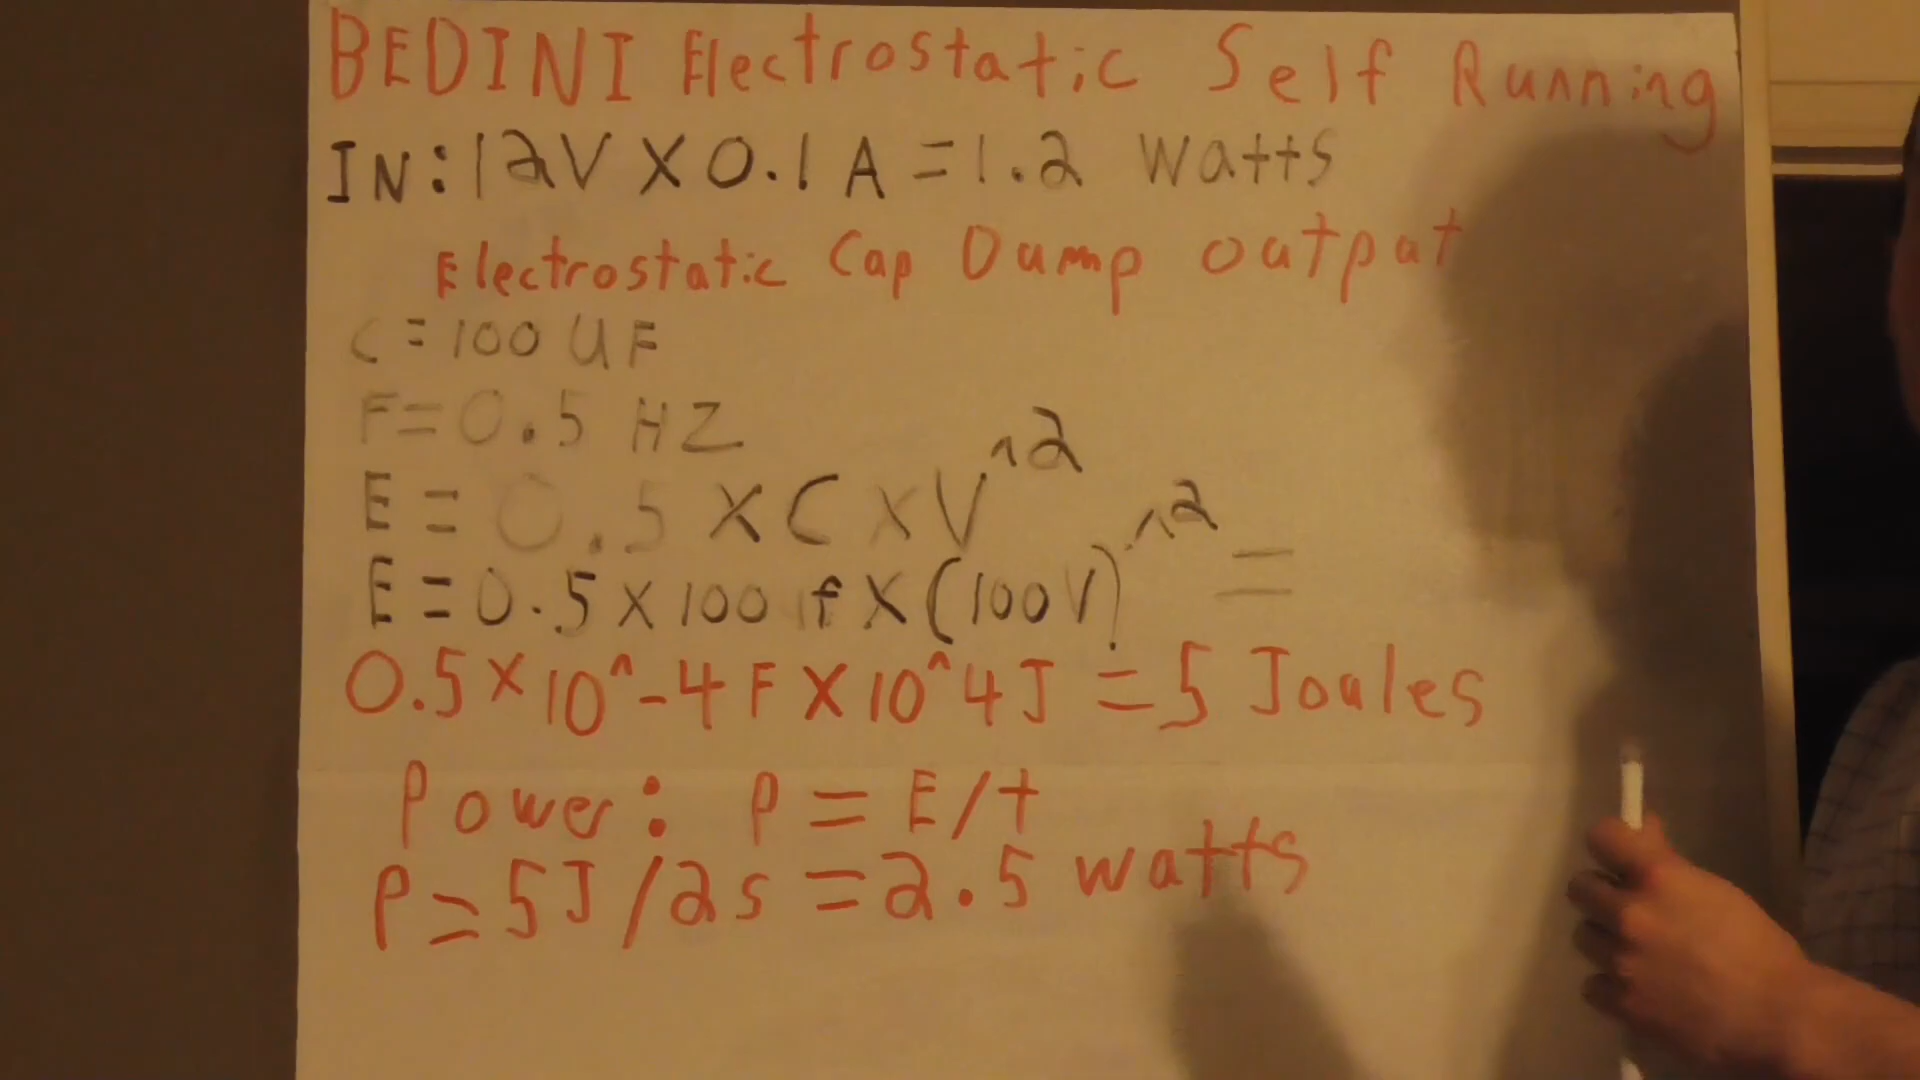 BEDINI Electrostatic Self Running
IN: 12V X 0.1 A = 1.2 Watts
Electrostatic Cap Dump output
C = 100 UF
F = 0.5 HZ
E = 0.5 X C X V^2
E = 0.5 X 100 f X (100V)^2 =
0.5 X 10^-4 F X 10^4 J = 5 Joules
Power: P = E/t
P = 5J/2s = 2.5 watts